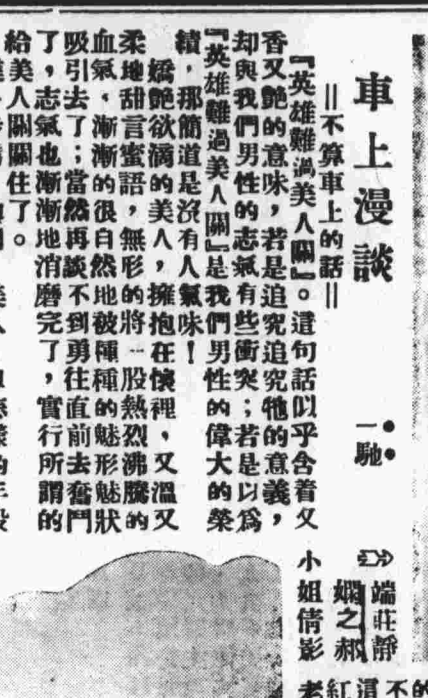 車上漫談
一馳
||不算車上的話||
『英雄難過美人關』。這句話似乎含着又
香又艷的意味，若是追究追究牠的意義，
却與我們男性的志氣有些衝突；若是以爲
『英雄難過美人關』是我們男性的偉大的榮
績，那簡道是沒有人氣味！
嬌艷欲滴的美人，擁抱在懷裡，又溫又
柔地甜言蜜語，無形的將一股熱烈沸騰的
血氣，漸漸的很自然地被種種的魅形魅狀
吸引去了；當然再談不到勇往直前去奮鬥
了，志氣也漸漸地消磨完了，實行所謂的
給美人關關住了。
端莊靜
嫻之郝
小姐倩影
不的
這
紅
老